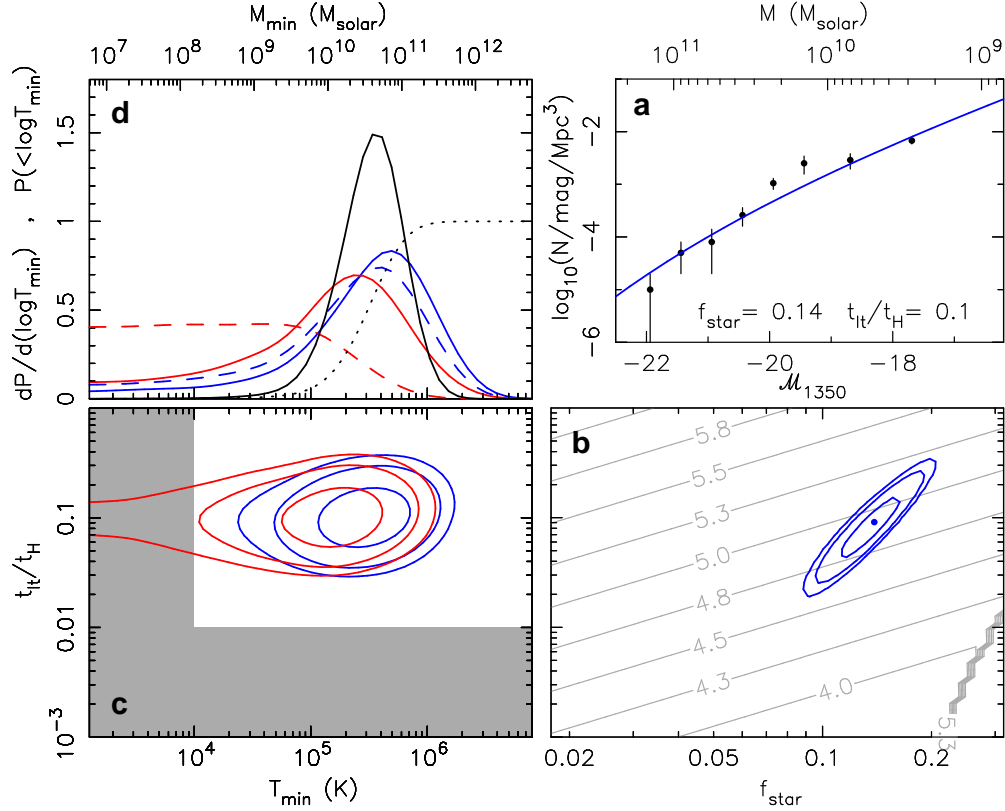 M_min (M_solar)
10^7 10^8 10^9 10^10 10^11 10^12
dP/d(logT_min) , P(<logT_min)
0 0.5 1 1.5
d
M (M_solar)
10^11 10^10 10^9
a
log_10(N/mag/Mpc^3)
−2
−4
−6
f_star= 0.14 t_lt/t_H= 0.1
−22 −20 −18
M_1350
t_lt/t_H
0.1
0.01
10^-3
c
10^4 10^5 10^6
T_min (K)
b
5.8
5.5
5.3
5.0
4.8
4.5
4.3
4.0
5.3
0.02 0.05 0.1 0.2
f_star